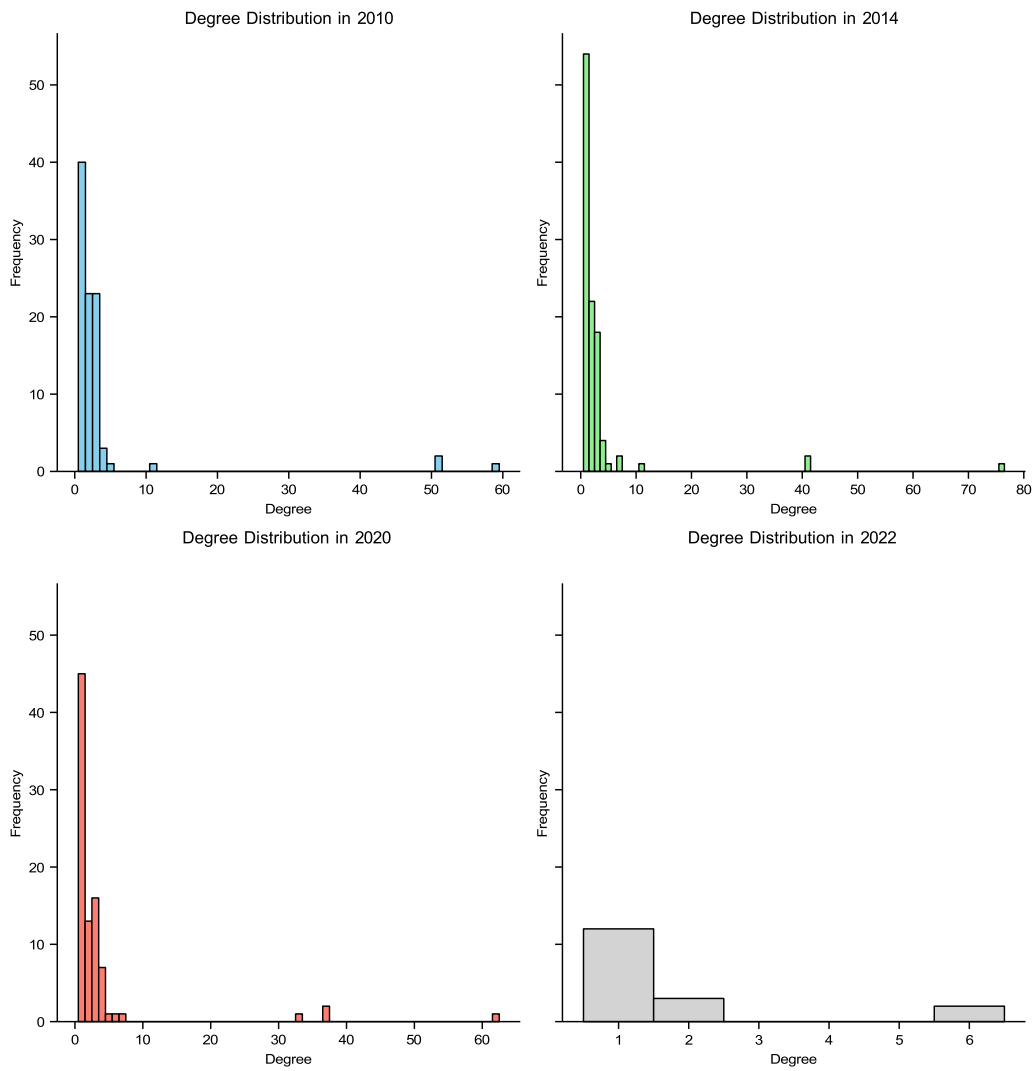 Degree Distribution in 2010
50
40
30
20
10
0
Frequency
0 10 20 30 40 50 60
Degree
Degree Distribution in 2014
Frequency
0 10 20 30 40 50 60 70 80
Degree
Degree Distribution in 2020
50
40
30
20
10
0
Frequency
0 10 20 30 40 50 60
Degree
Degree Distribution in 2022
Frequency
1 2 3 4 5 6
Degree